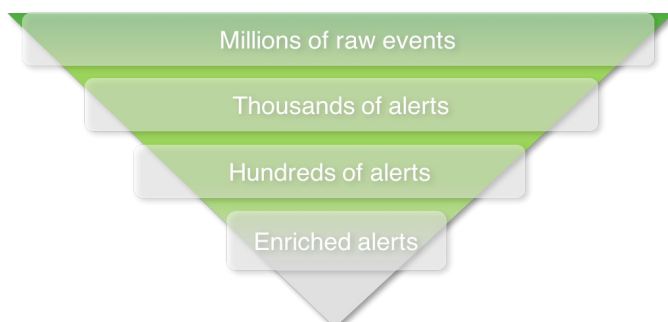 Millions of raw events
Thousands of alerts
Hundreds of alerts
Enriched alerts